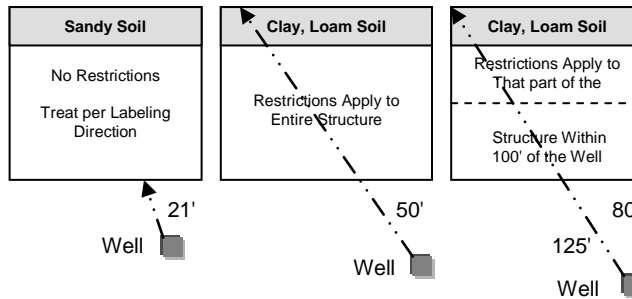 Sandy Soil
No Restrictions
Treat per Labeling
Direction
21'
Well
Clay, Loam Soil
Restrictions Apply to
Entire Structure
50'
Well
Clay, Loam Soil
Restrictions Apply to
That part of the
Structure Within
100' of the Well
80
125'
Well